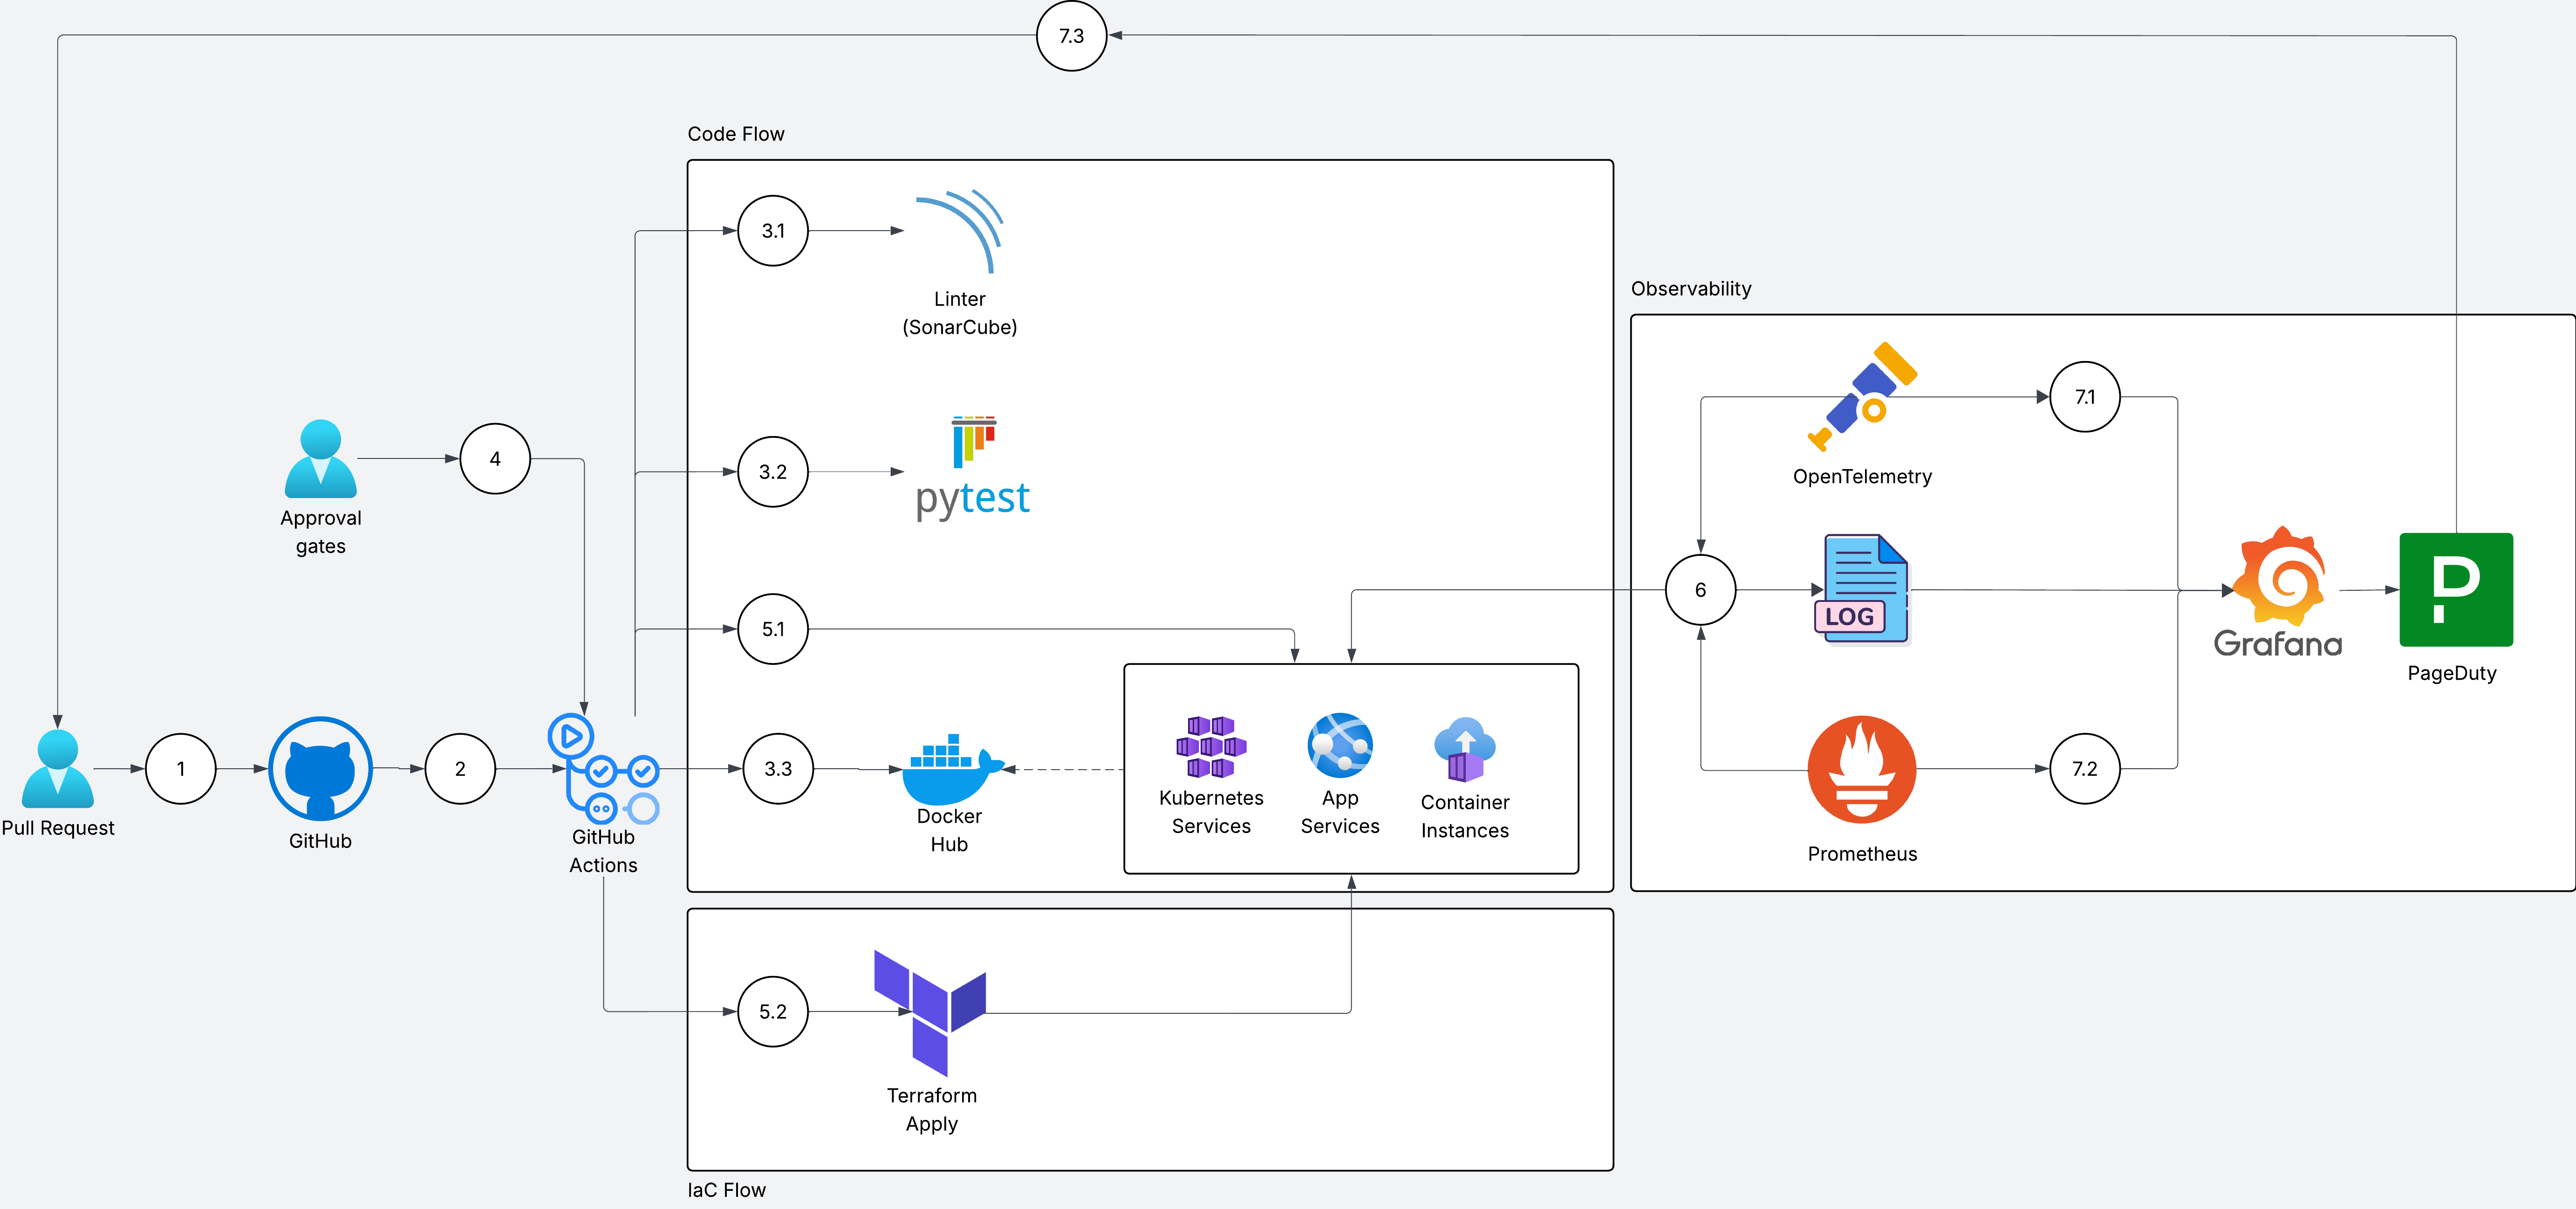 7.3
Code Flow
3.1
Linter
(SonarCube)
Observability
7.1
OpenTelemetry
Approval
gates
4
3.2
pytest
5.1
6
LOG
Grafana
P
PageDuty
Pull Request
1
GitHub
2
GitHub
Actions
3.3
Docker
Hub
Kubernetes
Services
App
Services
Container
Instances
Prometheus
7.2
5.2
Terraform
Apply
IaC Flow